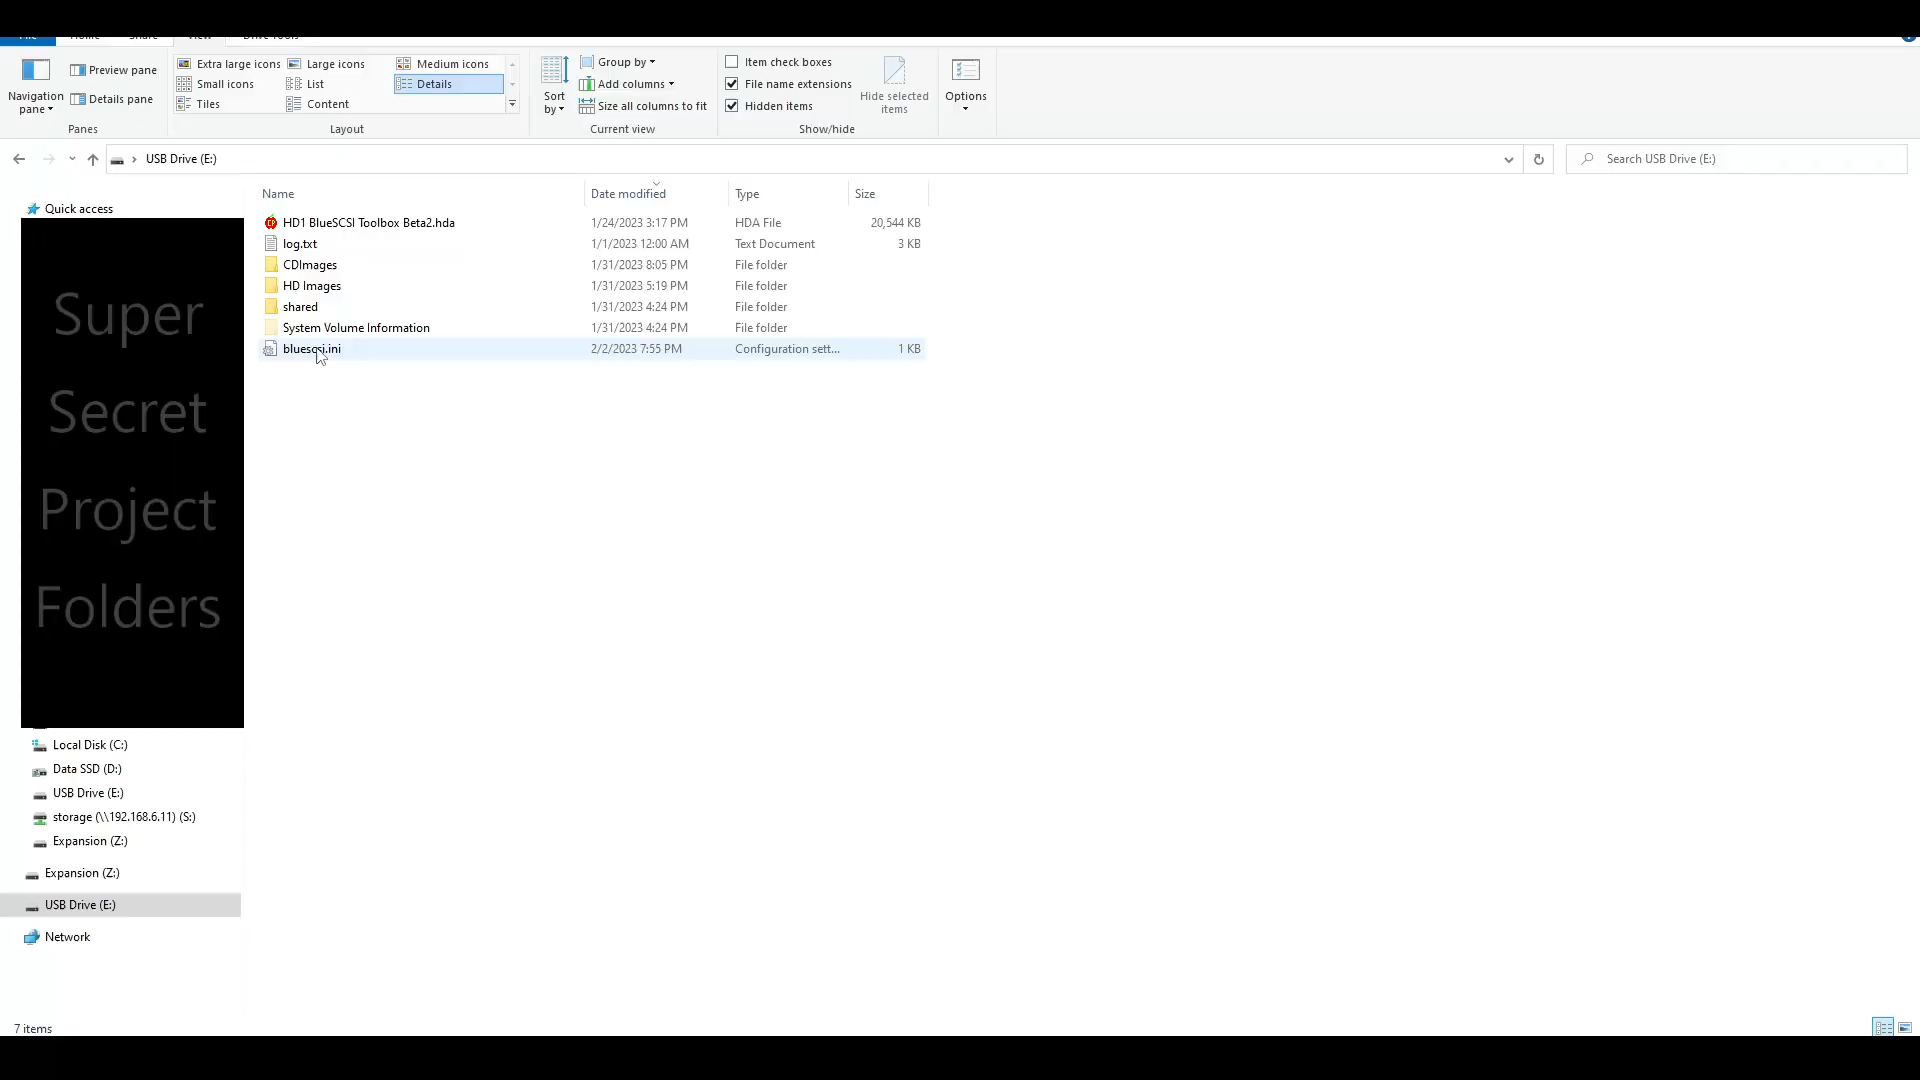 File Home Share View Drive Tools
Navigation pane
Preview pane
Details pane
Panes
Extra large icons Large icons Medium icons
Small icons List Details
Tiles Content
Layout
Sort by
Group by
Add columns
Size all columns to fit
Current view
Item check boxes
File name extensions
Hidden items
Hide selected items
Show/hide
Options
USB Drive (E:)
Search USB Drive (E:)
Name Date modified Type Size
HD1 BlueSCSI Toolbox Beta2.hda 1/24/2023 3:17 PM HDA File 20,544 KB
log.txt 1/1/2023 12:00 AM Text Document 3 KB
CDImages 1/31/2023 8:05 PM File folder
HD Images 1/31/2023 5:19 PM File folder
shared 1/31/2023 4:24 PM File folder
System Volume Information 1/31/2023 4:24 PM File folder
bluescsi.ini 2/2/2023 7:55 PM Configuration sett... 1 KB
Quick access
Super
Secret
Project
Folders
Local Disk (C:)
Data SSD (D:)
USB Drive (E:)
storage (\\192.168.6.11) (S:)
Expansion (Z:)
Expansion (Z:)
USB Drive (E:)
Network
7 items